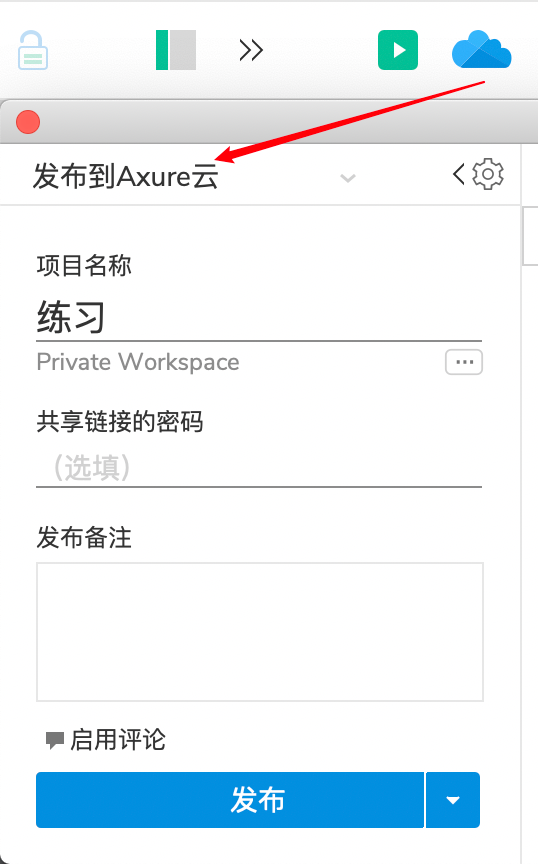 发布到Axure云
项目名称
练习
Private Workspace
共享链接的密码
（选填）
发布备注
启用评论
发布